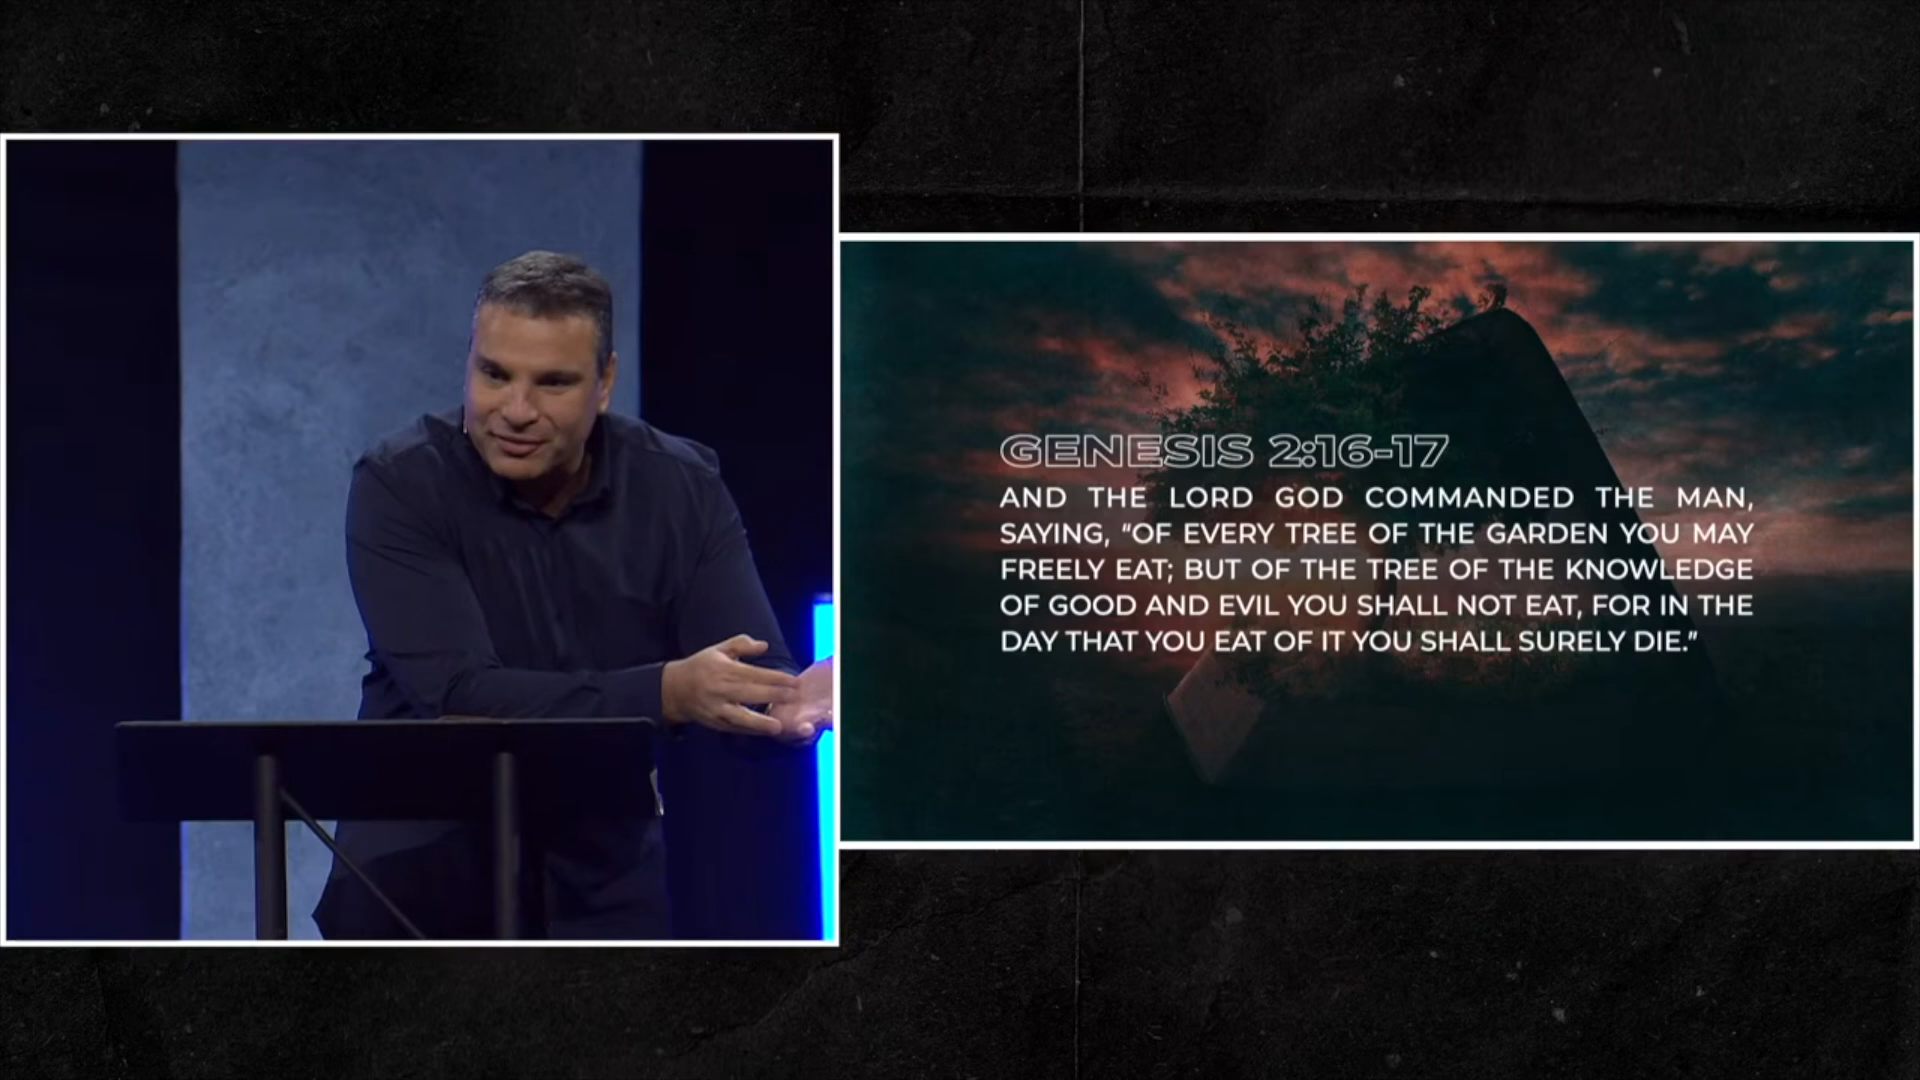 GENESIS 2:16-17
AND THE LORD GOD COMMANDED THE MAN,
SAYING, "OF EVERY TREE OF THE GARDEN YOU MAY
FREELY EAT; BUT OF THE TREE OF THE KNOWLEDGE
OF GOOD AND EVIL YOU SHALL NOT EAT, FOR IN THE
DAY THAT YOU EAT OF IT YOU SHALL SURELY DIE."